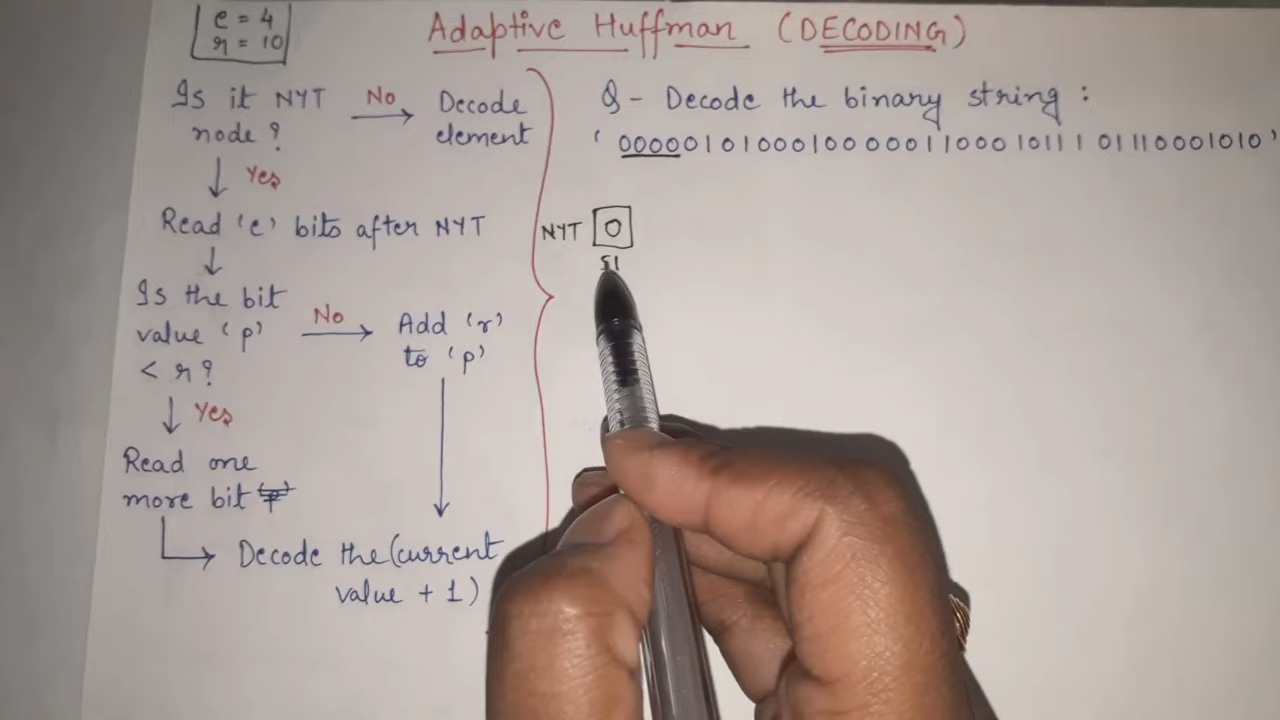 e = 4
r = 10
Adaptive Huffman (DECODING)
Is it NYT node ?
No
Decode element
Yes
Read 'e' bits after NYT
Is the bit value 'p' < r ?
No
Add 'r' to 'p'
Yes
Read one more bit
Decode the (current value + 1)
Q - Decode the binary string :
'000001010001000001100010111 01110001010'
NYT 0
51